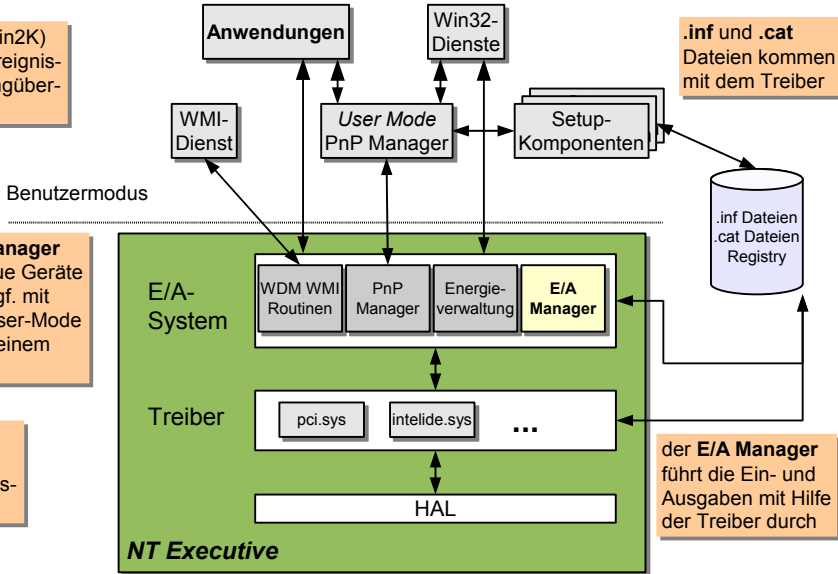 in2K)
reignis-
ngüber-
Anwendungen
Win32-
Dienste
.inf und .cat
Dateien kommen
mit dem Treiber
WMI-
Dienst
User Mode
PnP Manager
Setup-
Komponenten
Benutzermodus
.inf Dateien
.cat Dateien
Registry
anager
ue Geräte
gf. mit
ser-Mode
einem
E/A-
System
WDM WMI
Routinen
PnP
Manager
Energie-
verwaltung
E/A
Manager
Treiber
pci.sys
intelide.sys
...
s-
der E/A Manager
führt die Ein- und
Ausgaben mit Hilfe
der Treiber durch
HAL
NT Executive